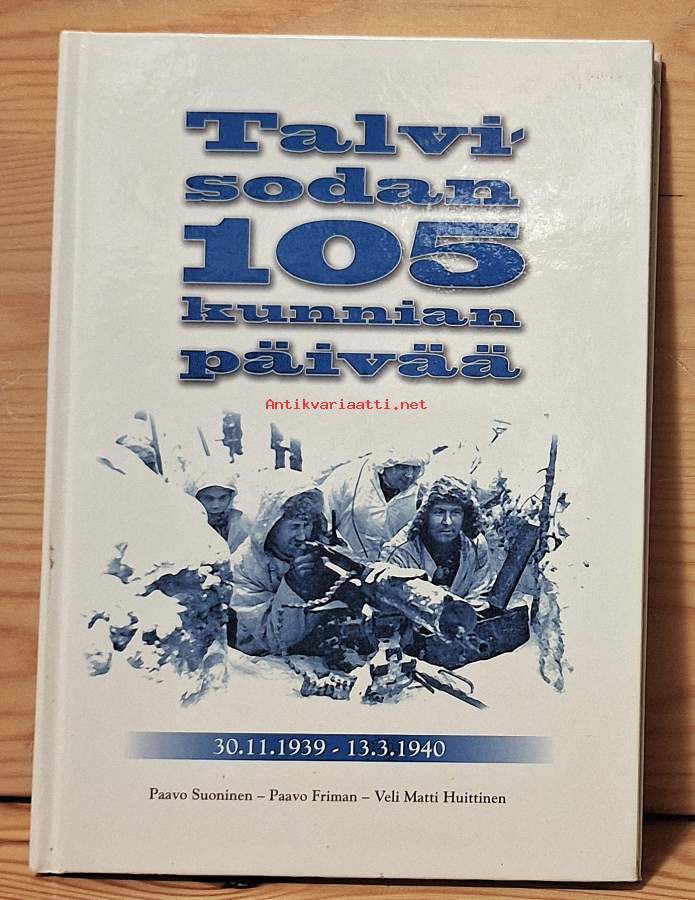 Talvi-
sodan
105
kunnian
päivää
Antikvariaatti.net
30.11.1939 - 13.3.1940
Paavo Suoninen – Paavo Friman – Veli Matti Huittinen